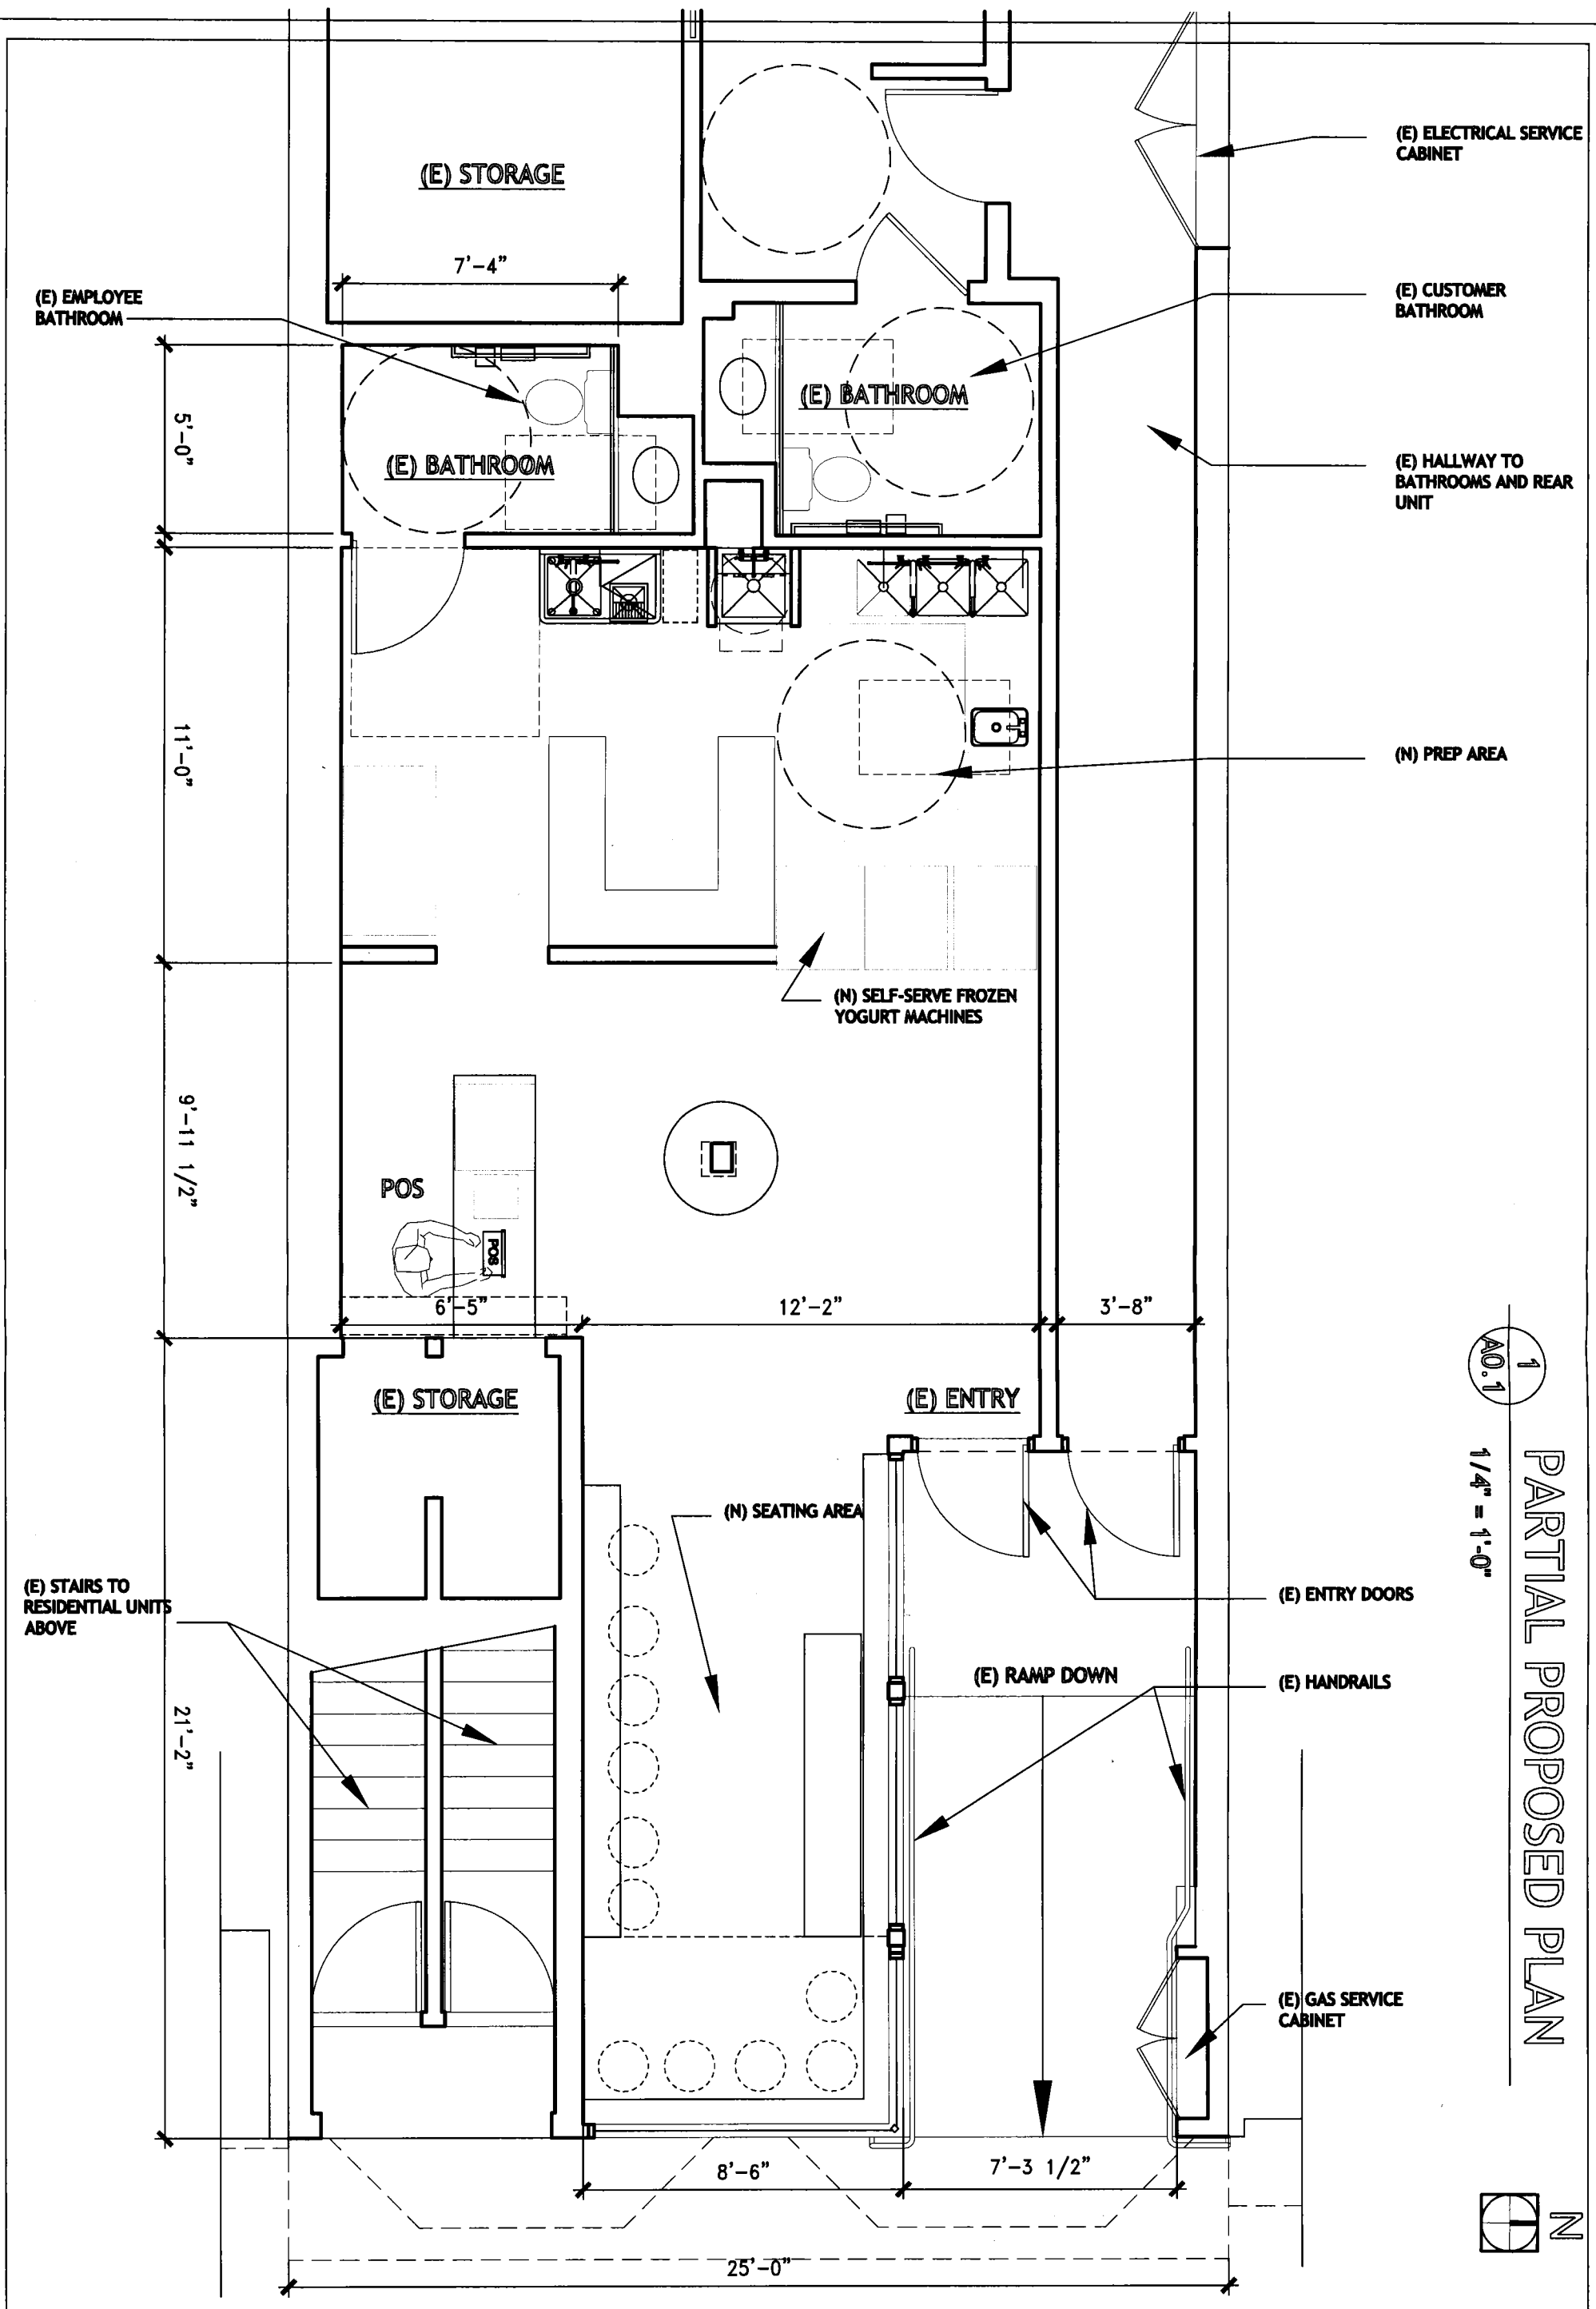 (E) ELECTRICAL SERVICE
CABINET
(E) STORAGE
7'-4"
(E) EMPLOYEE
BATHROOM
(E) CUSTOMER
BATHROOM
(E) BATHROOM
5'-0"
(E) BATHROOM
(E) HALLWAY TO
BATHROOMS AND REAR
UNIT
11'-0"
(N) PREP AREA
(N) SELF-SERVE FROZEN
YOGURT MACHINES
9'-11 1/2"
POS
POS
6'-5"
12'-2"
3'-8"
(E) STORAGE
(E) ENTRY
1
A0.1
PARTIAL PROPOSED PLAN
1/4" = 1'-0"
(N) SEATING AREA
(E) STAIRS TO
RESIDENTIAL UNITS
ABOVE
(E) ENTRY DOORS
(E) RAMP DOWN
(E) HANDRAILS
21'-2"
(E) GAS SERVICE
CABINET
8'-6"
7'-3 1/2"
N
25'-0"